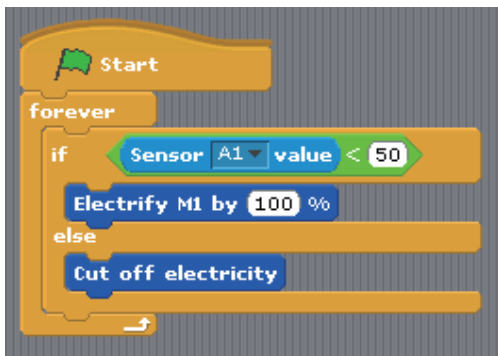 Start
forever
if Sensor A1 value < 50
Electrify M1 by 100 %
else
Cut off electricity